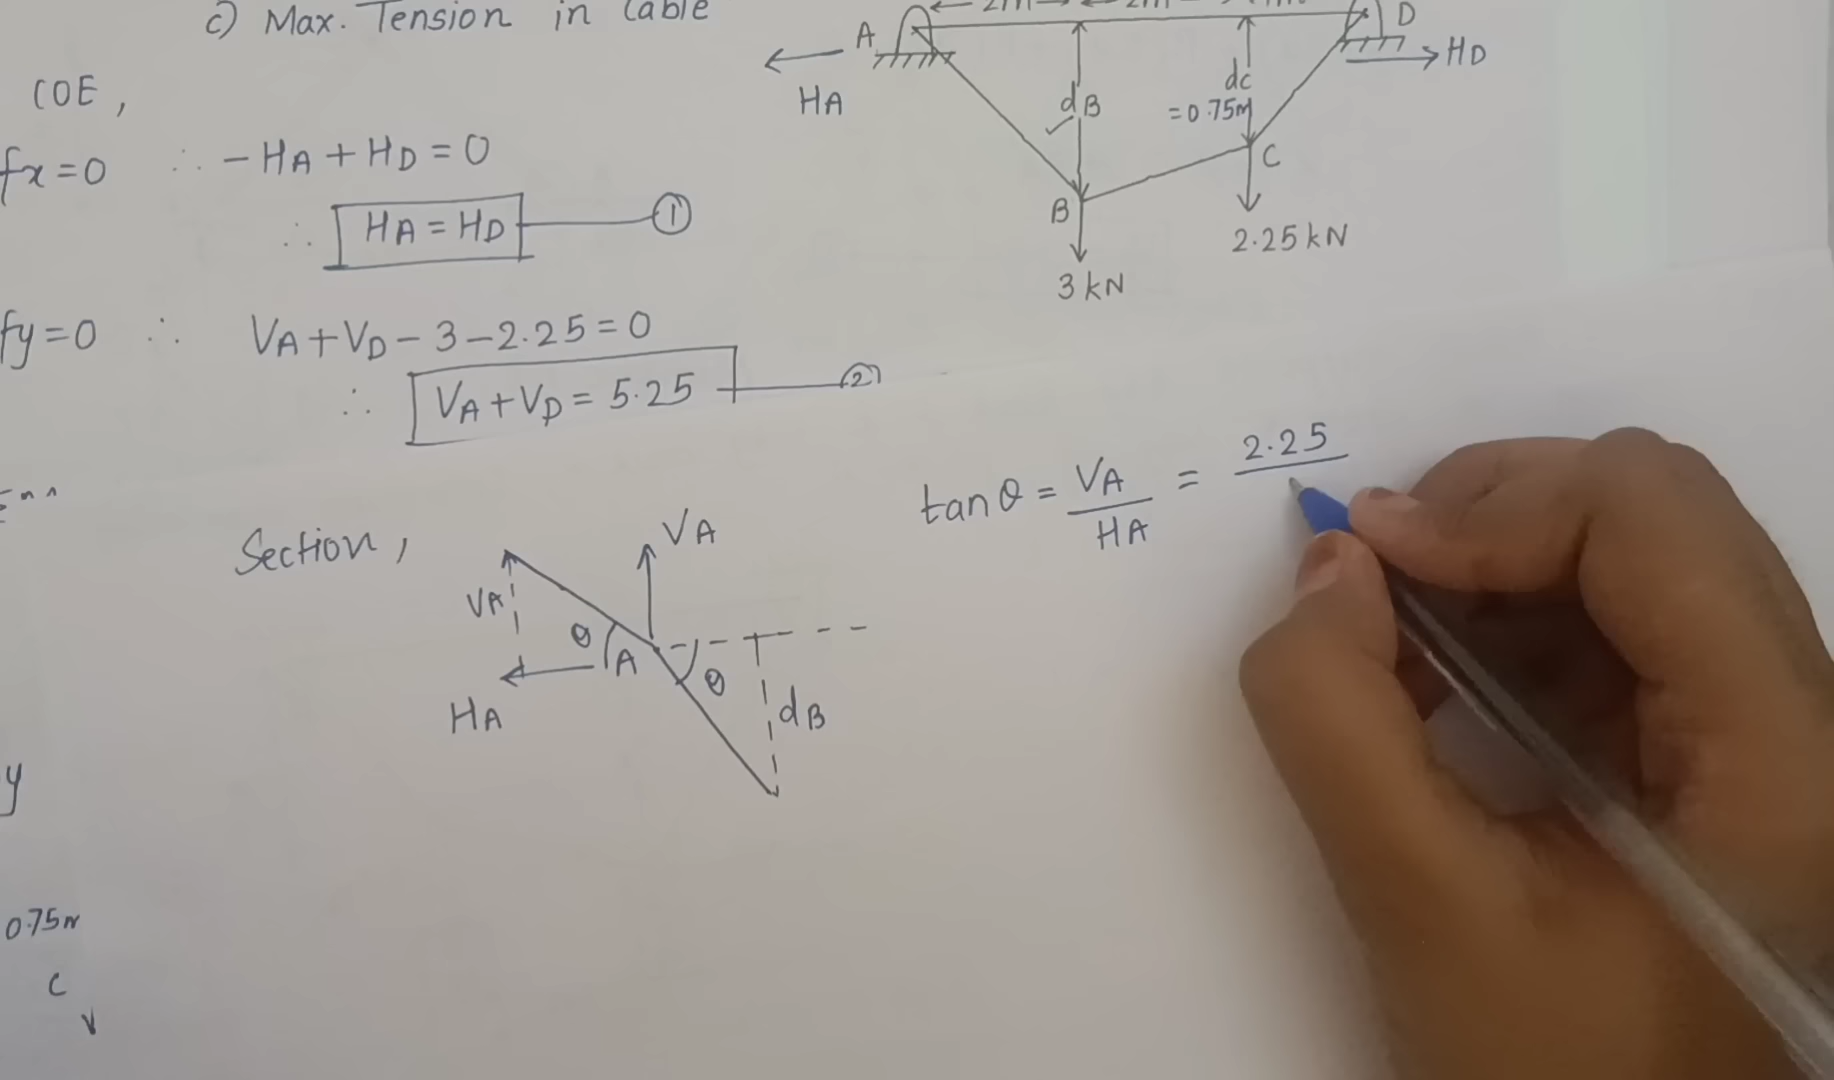 c) Max. Tension in Cable
COE,
fx=0 ∴ -HA + HD = 0
∴ HA = HD ①
fy=0 ∴ VA + VD - 3 - 2.25 = 0
∴ VA + VD = 5.25 ②
A
D
HA
HD
dB
dc
=0.75m
B
C
3 kN
2.25 kN
Section,
VA
VA
θ
A
θ
HA
dB
tan θ = VA / HA = 2.25
y
0.75m
C